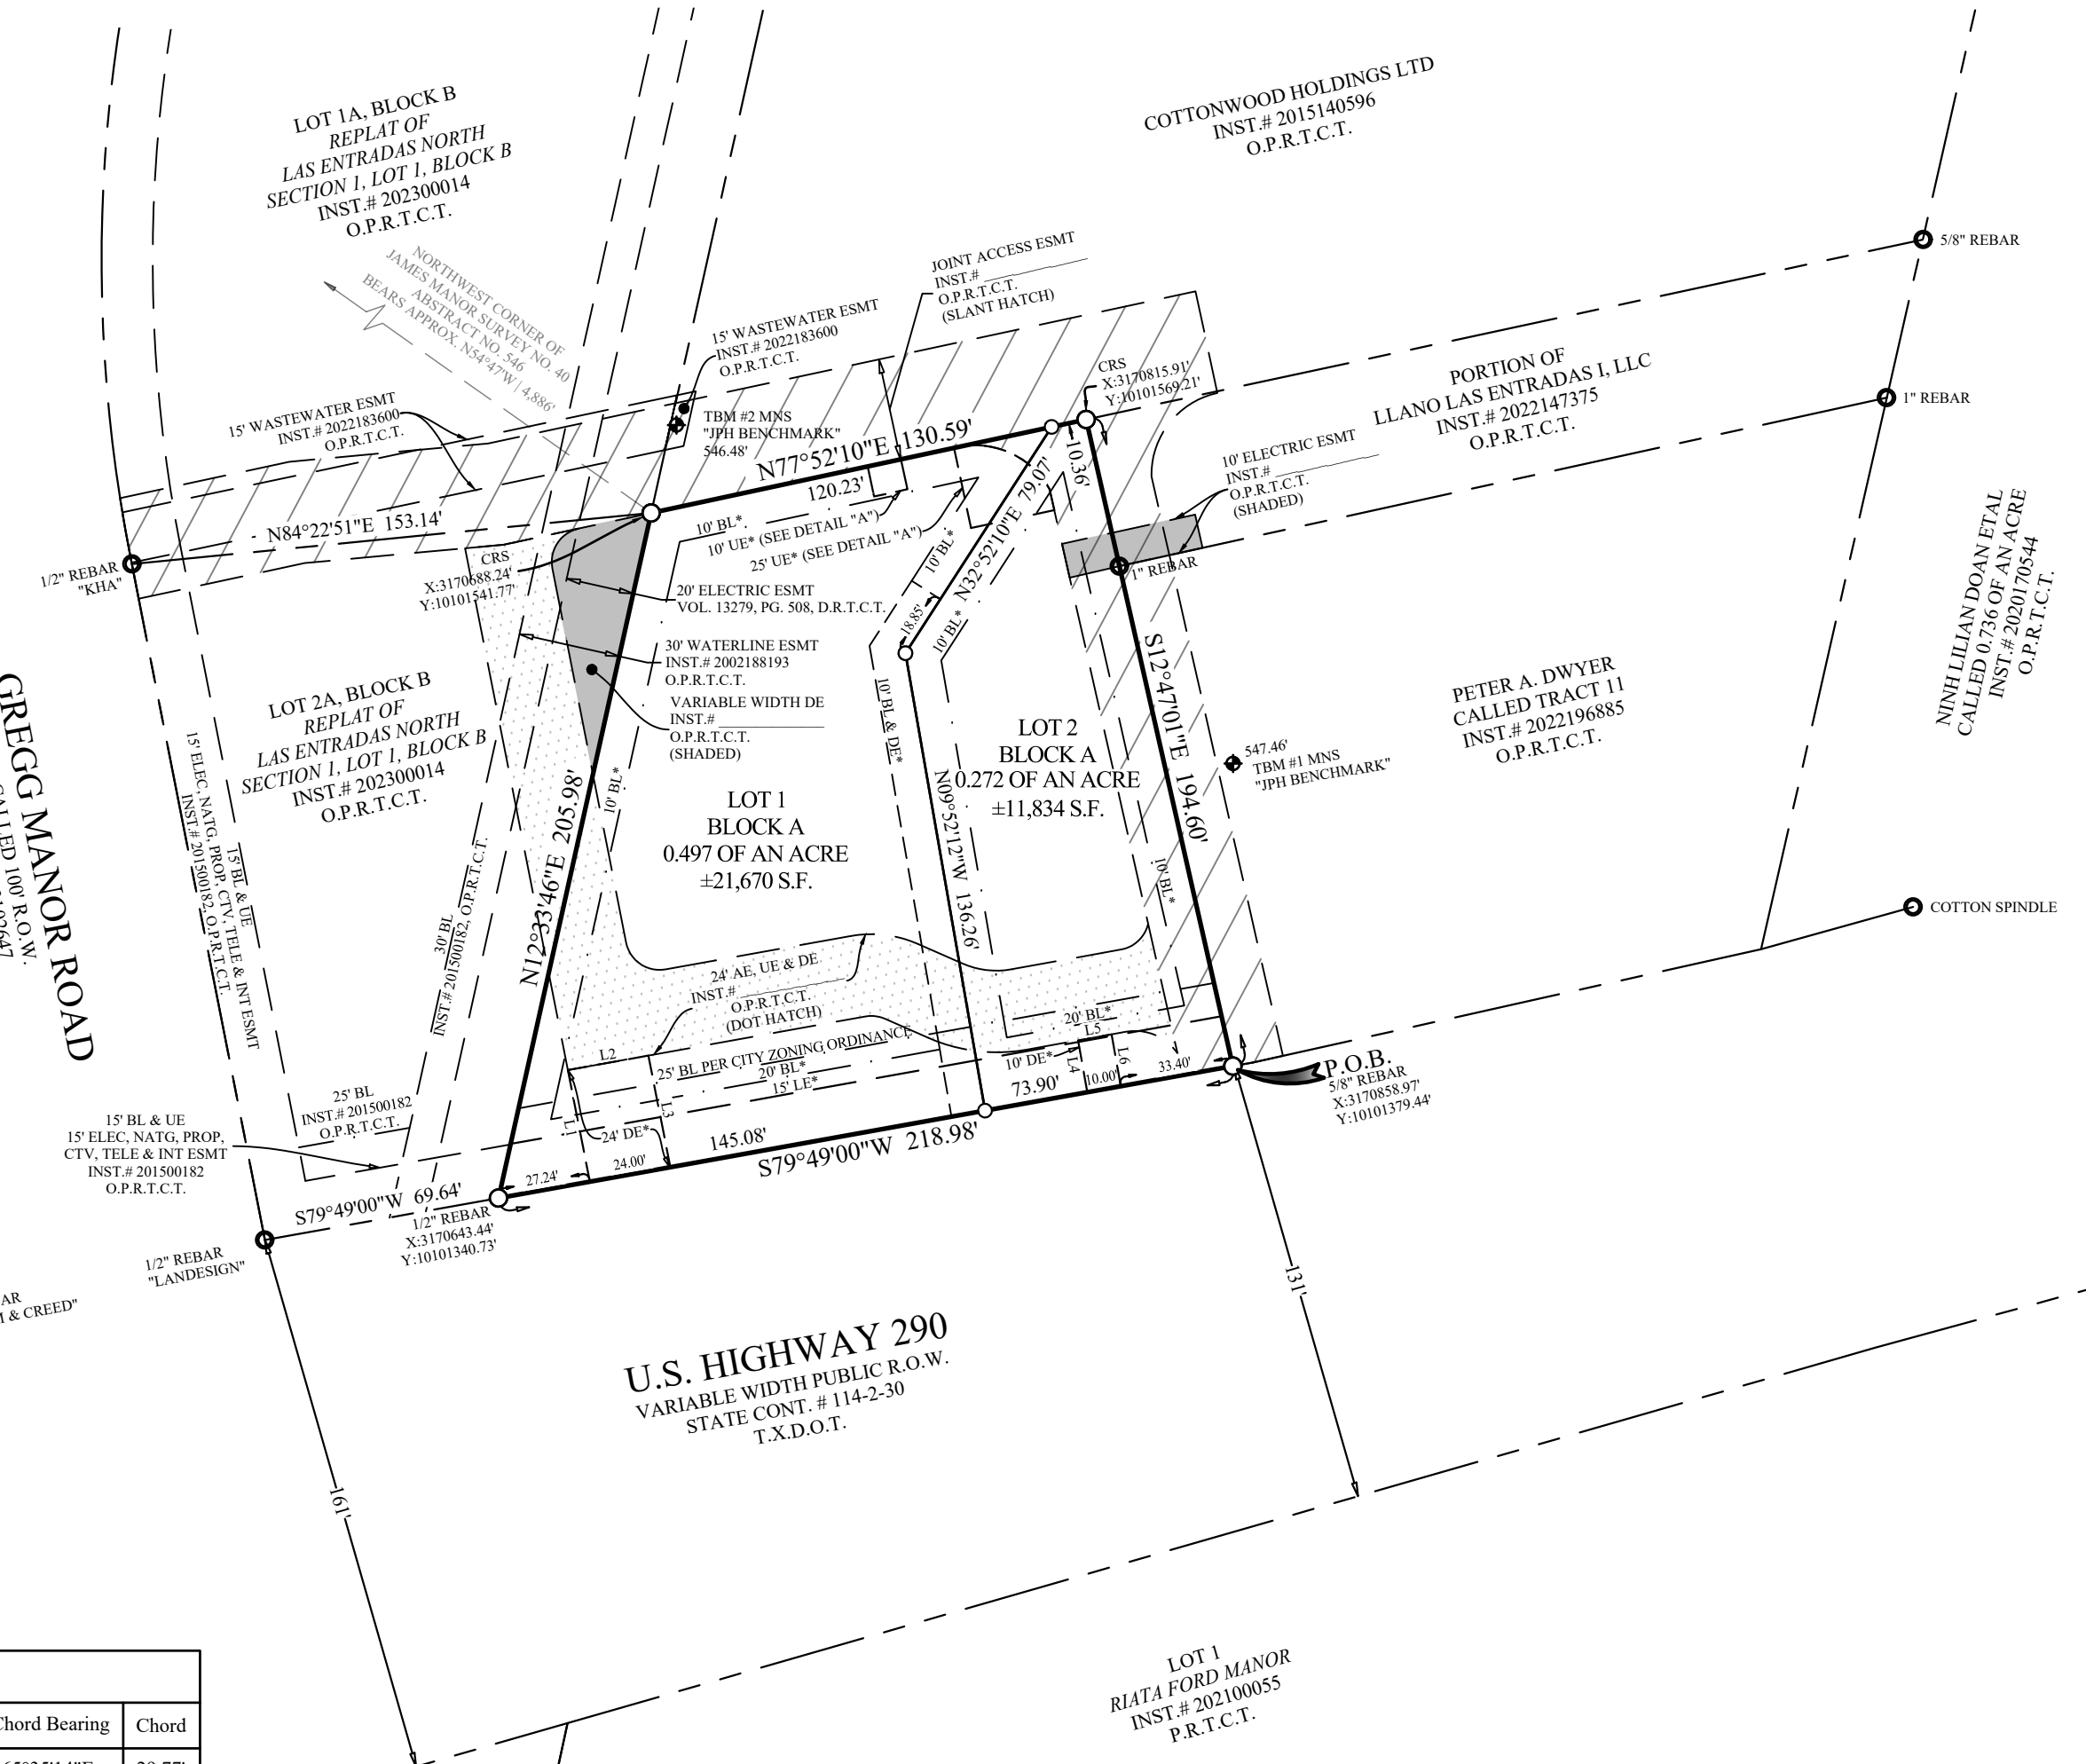 LOT 1A, BLOCK B
REPLAT OF
LAS ENTRADAS NORTH
SECTION 1, LOT 1, BLOCK B
INST.# 202300014
O.P.R.T.C.T.
COTTONWOOD HOLDINGS LTD
INST.# 2015140596
O.P.R.T.C.T.
NORTHWEST CORNER OF
JAMES MANOR SURVEY NO. 40
ABSTRACT NO. 546
BEARS APPROX. N54°47'W | 4,886'
JOINT ACCESS ESMT
INST.#
O.P.R.T.C.T.
(SLANT HATCH)
5/8" REBAR
15' WASTEWATER ESMT
INST.# 2022183600
O.P.R.T.C.T.
15' WASTEWATER ESMT
INST.# 2022183600
O.P.R.T.C.T.
TBM #2 MNS
"JPH BENCHMARK"
546.48'
CRS
X:3170815.91'
Y:10101569.21'
PORTION OF
LLANO LAS ENTRADAS I, LLC
INST.# 2022147375
O.P.R.T.C.T.
1" REBAR
N77°52'10"E 130.59'
120.23'
10.36'
10' ELECTRIC ESMT
INST.#
O.P.R.T.C.T.
(SHADED)
N84°22'51"E 153.14'
1/2" REBAR
"KHA"
CRS
X:3170688.24'
Y:10101541.77'
10' BL*
10' UE* (SEE DETAIL "A")
25' UE* (SEE DETAIL "A")
10' BL*
N32°52'10"E 79.07'
18.85'
10' BL*
1" REBAR
20' ELECTRIC ESMT
VOL. 13279, PG. 508, D.R.T.C.T.
30' WATERLINE ESMT
INST.# 2002188193
O.P.R.T.C.T.
VARIABLE WIDTH DE
INST.#
O.P.R.T.C.T.
(SHADED)
NINH LILIAN DOAN ETAL
CALLED 0.736 OF AN ACRE
INST.# 2020170544
O.P.R.T.C.T.
PETER A. DWYER
CALLED TRACT 11
INST.# 2022196885
O.P.R.T.C.T.
S12°47'01"E 194.60'
547.46'
TBM #1 MNS
"JPH BENCHMARK"
GREGG MANOR ROAD
CALLED 100' R.O.W.
LOT 2A, BLOCK B
REPLAT OF
LAS ENTRADAS NORTH
SECTION 1, LOT 1, BLOCK B
INST.# 202300014
O.P.R.T.C.T.
15' BL & UE
15' ELEC, NATG, PROP, CTV, TELE & INT ESMT
INST.# 201500182, O.P.R.T.C.T.
30' BL
INST.# 201500182, O.P.R.T.C.T.
N12°33'46"E 205.98'
10' BL*
LOT 1
BLOCK A
0.497 OF AN ACRE
±21,670 S.F.
10' BL & DE*
N09°52'12"W 136.26'
LOT 2
BLOCK A
0.272 OF AN ACRE
±11,834 S.F.
10' BL*
COTTON SPINDLE
24' AE, UE & DE
INST.#
O.P.R.T.C.T.
(DOT HATCH)
L2
25' BL PER CITY ZONING ORDINANCE
20' BL*
15' LE*
20' BL*
L5
10' DE*
L4
L6
73.90'
10.00'
33.40'
P.O.B.
5/8" REBAR
X:3170858.97'
Y:10101379.44'
L1
L3
24' DE*
145.08'
27.24'
24.00'
S79°49'00"W 218.98'
25' BL
INST.# 201500182
O.P.R.T.C.T.
15' BL & UE
15' ELEC, NATG, PROP,
CTV, TELE & INT ESMT
INST.# 201500182
O.P.R.T.C.T.
S79°49'00"W 69.64'
1/2" REBAR
X:3170643.44'
Y:10101340.73'
1/2" REBAR
"LANDESIGN"
& CREED"
161'
131'
U.S. HIGHWAY 290
VARIABLE WIDTH PUBLIC R.O.W.
STATE CONT. # 114-2-30
T.X.D.O.T.
LOT 1
RIATA FORD MANOR
INST.# 202100055
P.R.T.C.T.
Chord Bearing
Chord